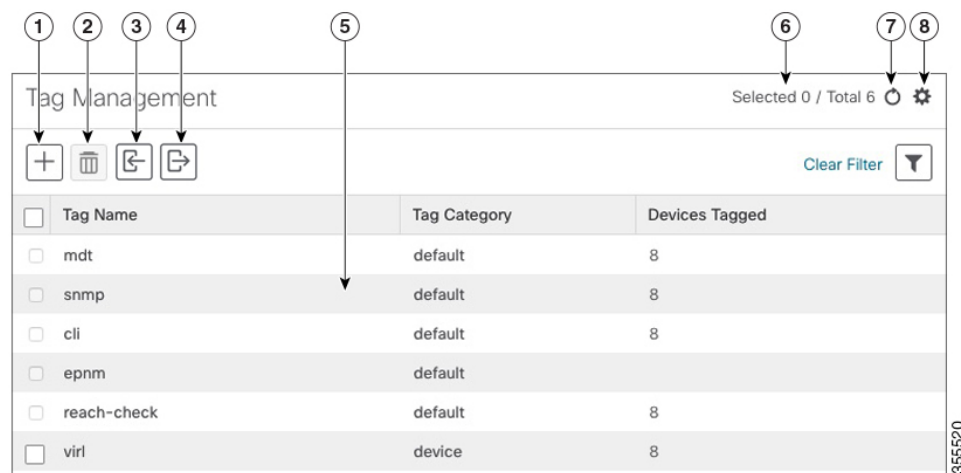 1 2 3 4 5 6 7 8
Tag Management Selected 0 / Total 6
Clear Filter
Tag Name Tag Category Devices Tagged
mdt default 8
snmp default 8
cli default 8
epnm default
reach-check default 8
virl device 8
355520